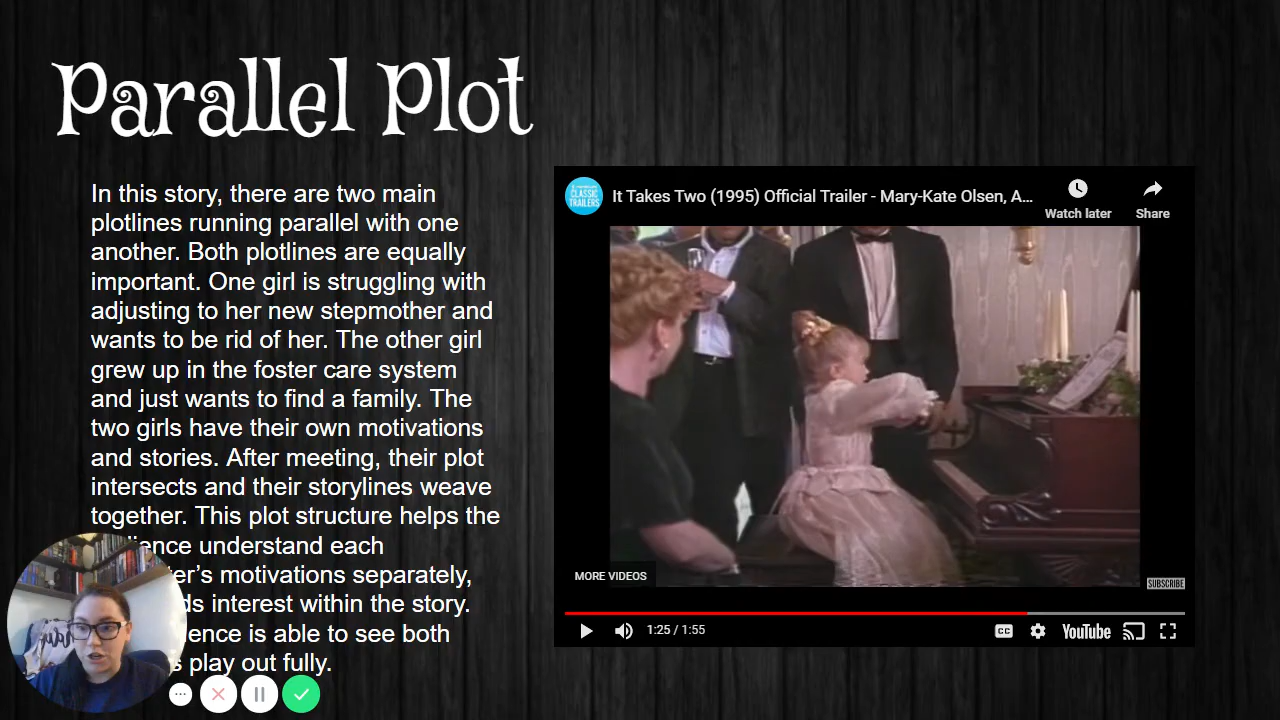 Parallel Plot
In this story, there are two main
plotlines running parallel with one
another. Both plotlines are equally
important. One girl is struggling with
adjusting to her new stepmother and
wants to be rid of her. The other girl
grew up in the foster care system
and just wants to find a family. The
two girls have their own motivations
and stories. After meeting, their plot
intersects and their storylines weave
together. This plot structure helps the
understand each
motivations separately,
interest within the story.
is able to see both
play out fully.
CLASSIC
TRAILERS
It Takes Two (1995) Official Trailer - Mary-Kate Olsen, A...
Watch later
Share
MORE VIDEOS
SUBSCRIBE
1:25 / 1:55
CC
YouTube